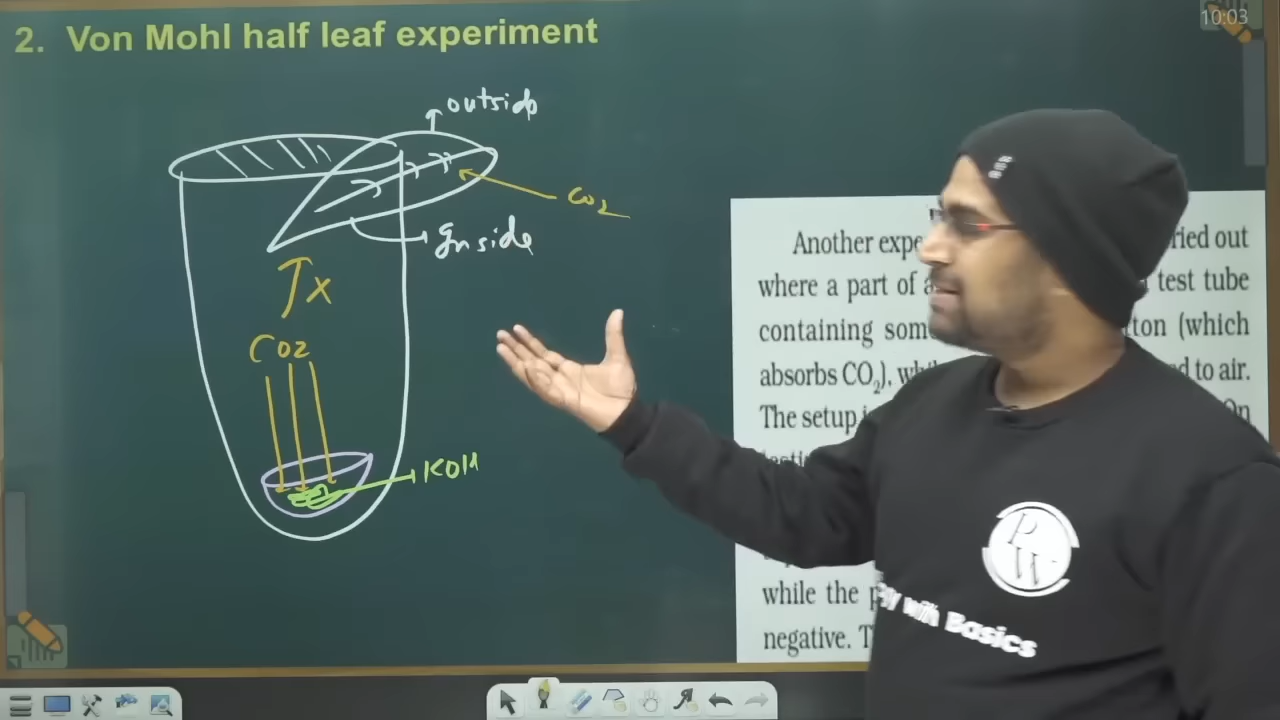 10:03
2. Von Mohl half leaf experiment
outside
CO2
Inside
CO2
KOH
Another expe ried out
where a part of a test tube
containing som tton (which
absorbs CO2), wh d to air.
The setup i On
while the p
negative. T
PW
with Basics